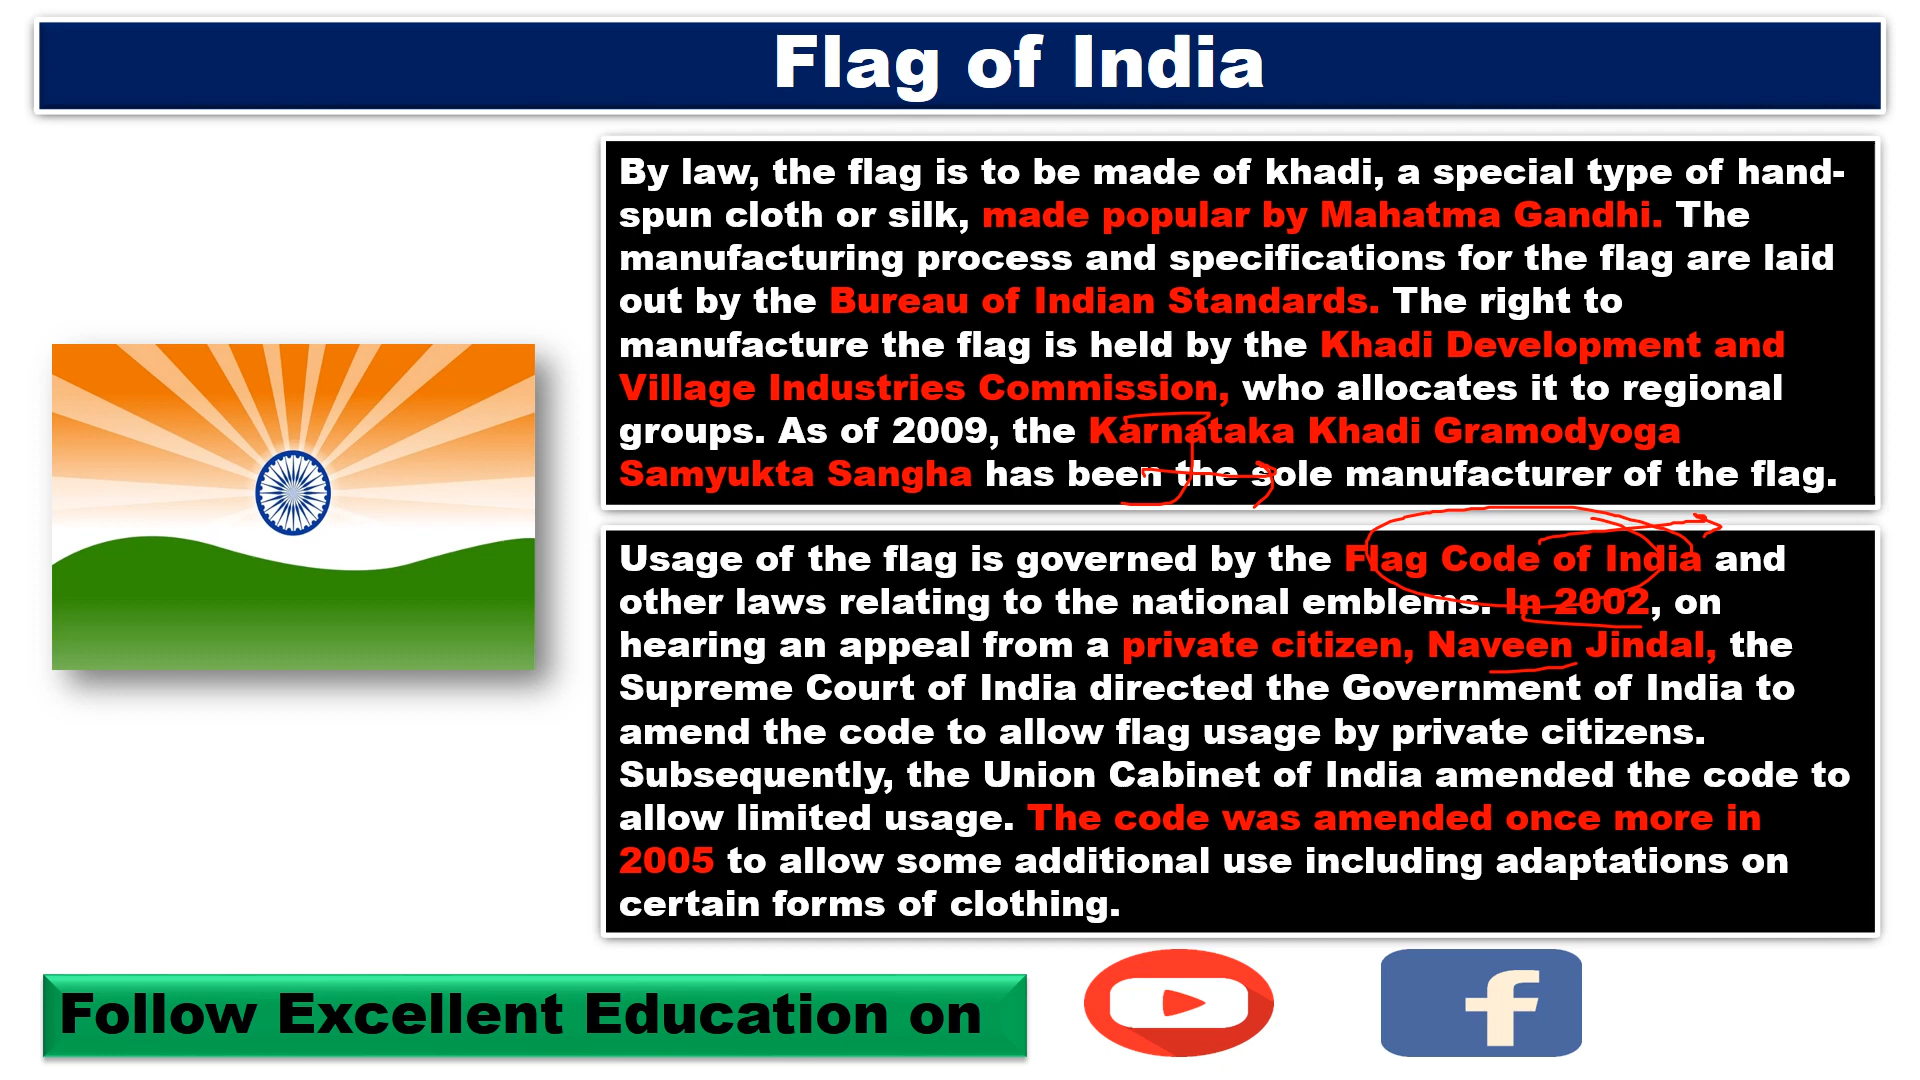 Flag of India
By law, the flag is to be made of khadi, a special type of hand-
spun cloth or silk, made popular by Mahatma Gandhi. The
manufacturing process and specifications for the flag are laid
out by the Bureau of Indian Standards. The right to
manufacture the flag is held by the Khadi Development and
Village Industries Commission, who allocates it to regional
groups. As of 2009, the Karnataka Khadi Gramodyoga
Samyukta Sangha has been the sole manufacturer of the flag.
Usage of the flag is governed by the Flag Code of India and
other laws relating to the national emblems. In 2002, on
hearing an appeal from a private citizen, Naveen Jindal, the
Supreme Court of India directed the Government of India to
amend the code to allow flag usage by private citizens.
Subsequently, the Union Cabinet of India amended the code to
allow limited usage. The code was amended once more in
2005 to allow some additional use including adaptations on
certain forms of clothing.
Follow Excellent Education on
f